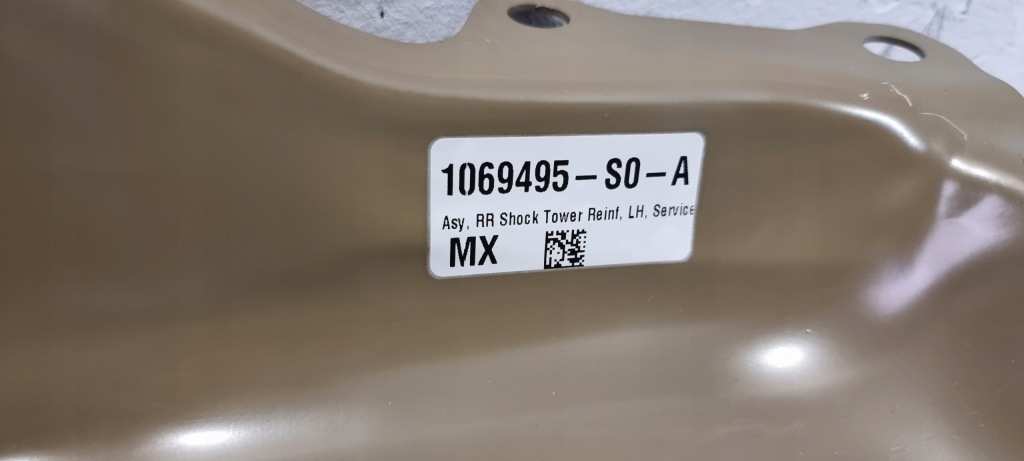 1069495-S0-A
Asy, RR Shock Tower Reinf, LH, Service
MX